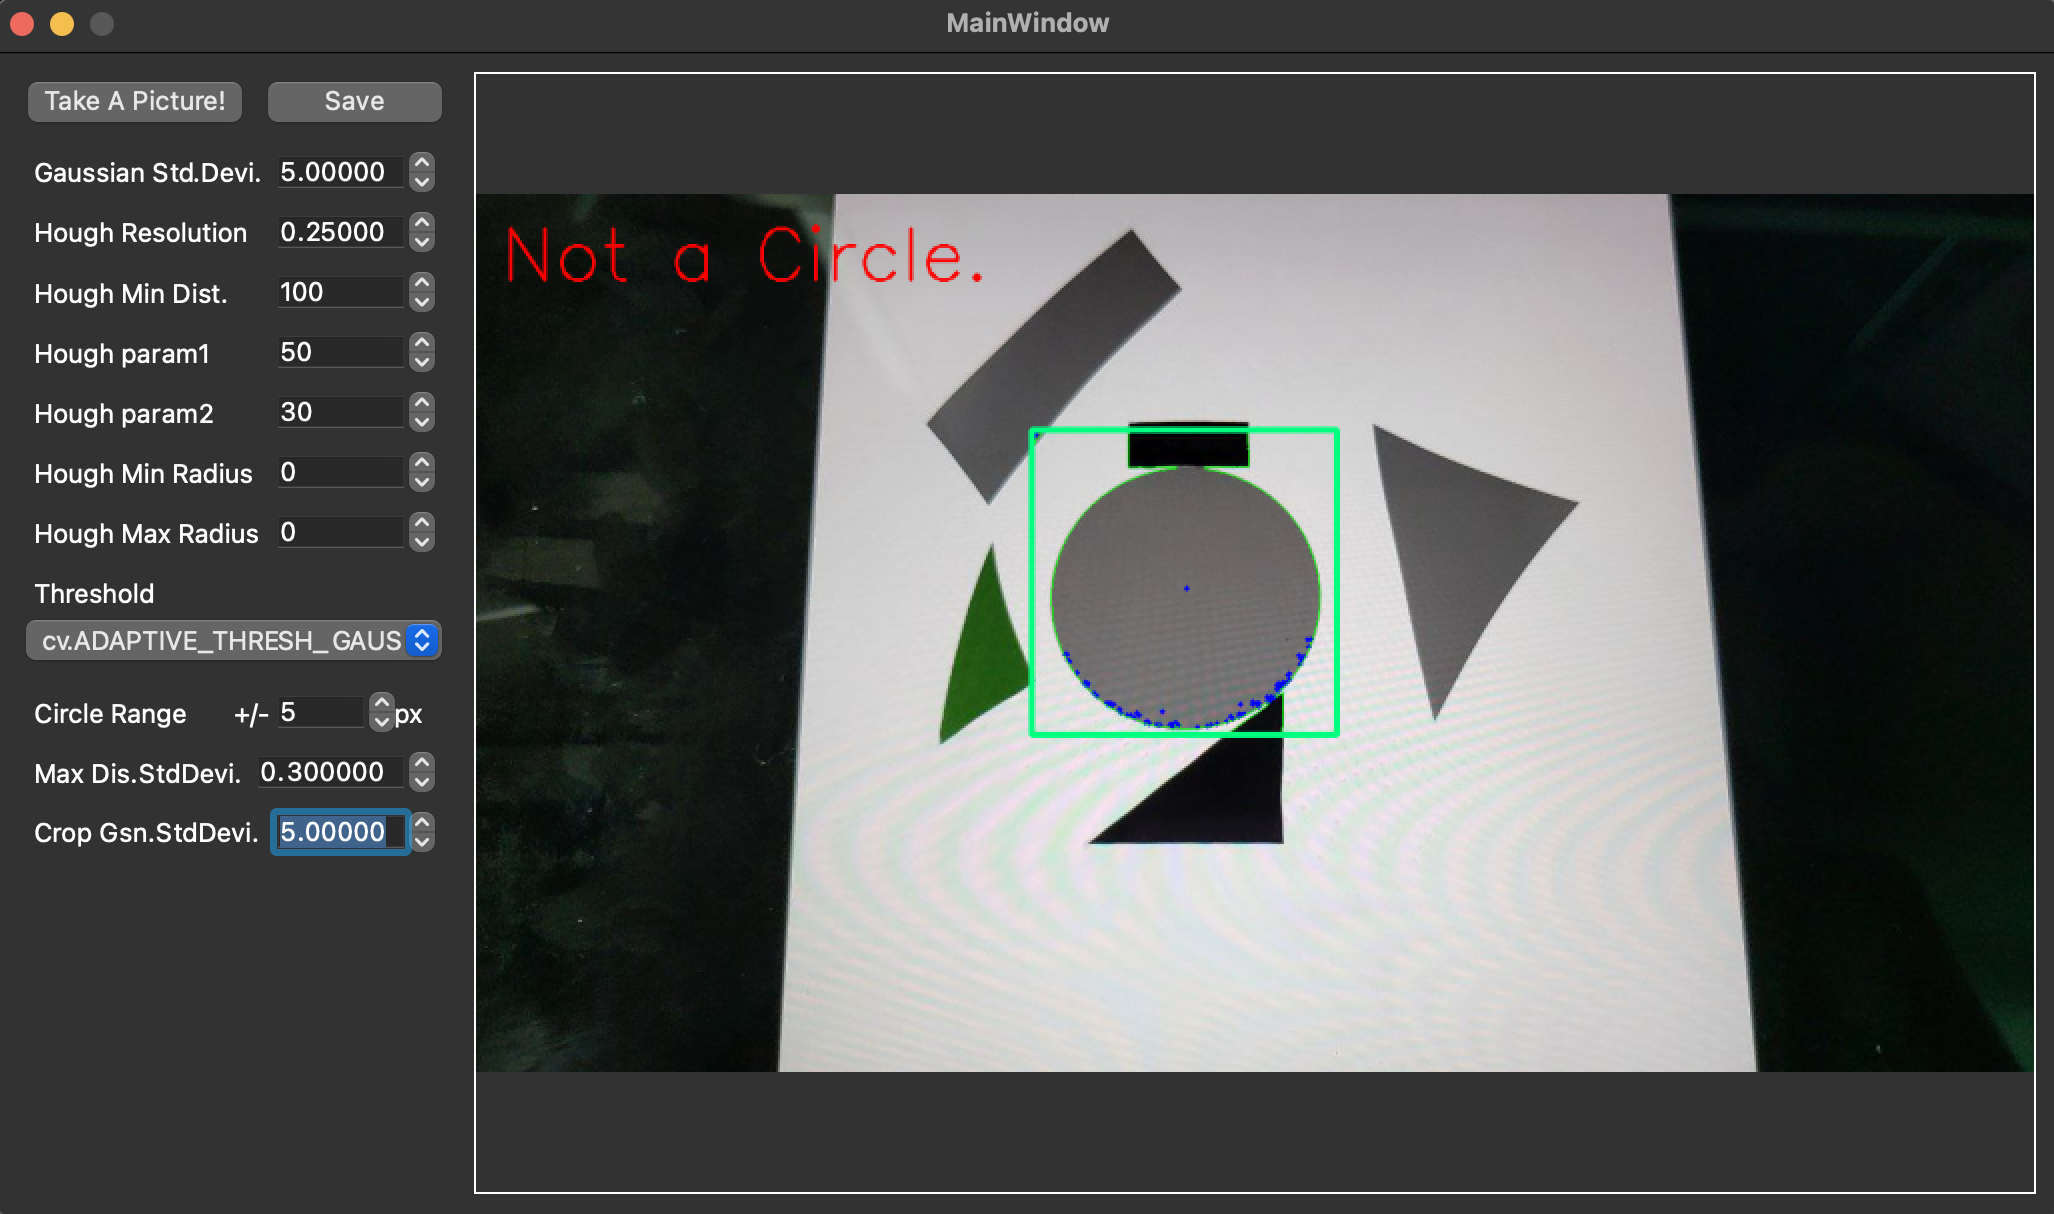 MainWindow
Take A Picture! Save
Gaussian Std.Devi. 5.00000
Hough Resolution 0.25000
Hough Min Dist. 100
Hough param1 50
Hough param2 30
Hough Min Radius 0
Hough Max Radius 0
Threshold
cv.ADAPTIVE_THRESH_GAUS
Circle Range +/- 5 px
Max Dis.StdDevi. 0.300000
Crop Gsn.StdDevi. 5.00000
Not a Circle.